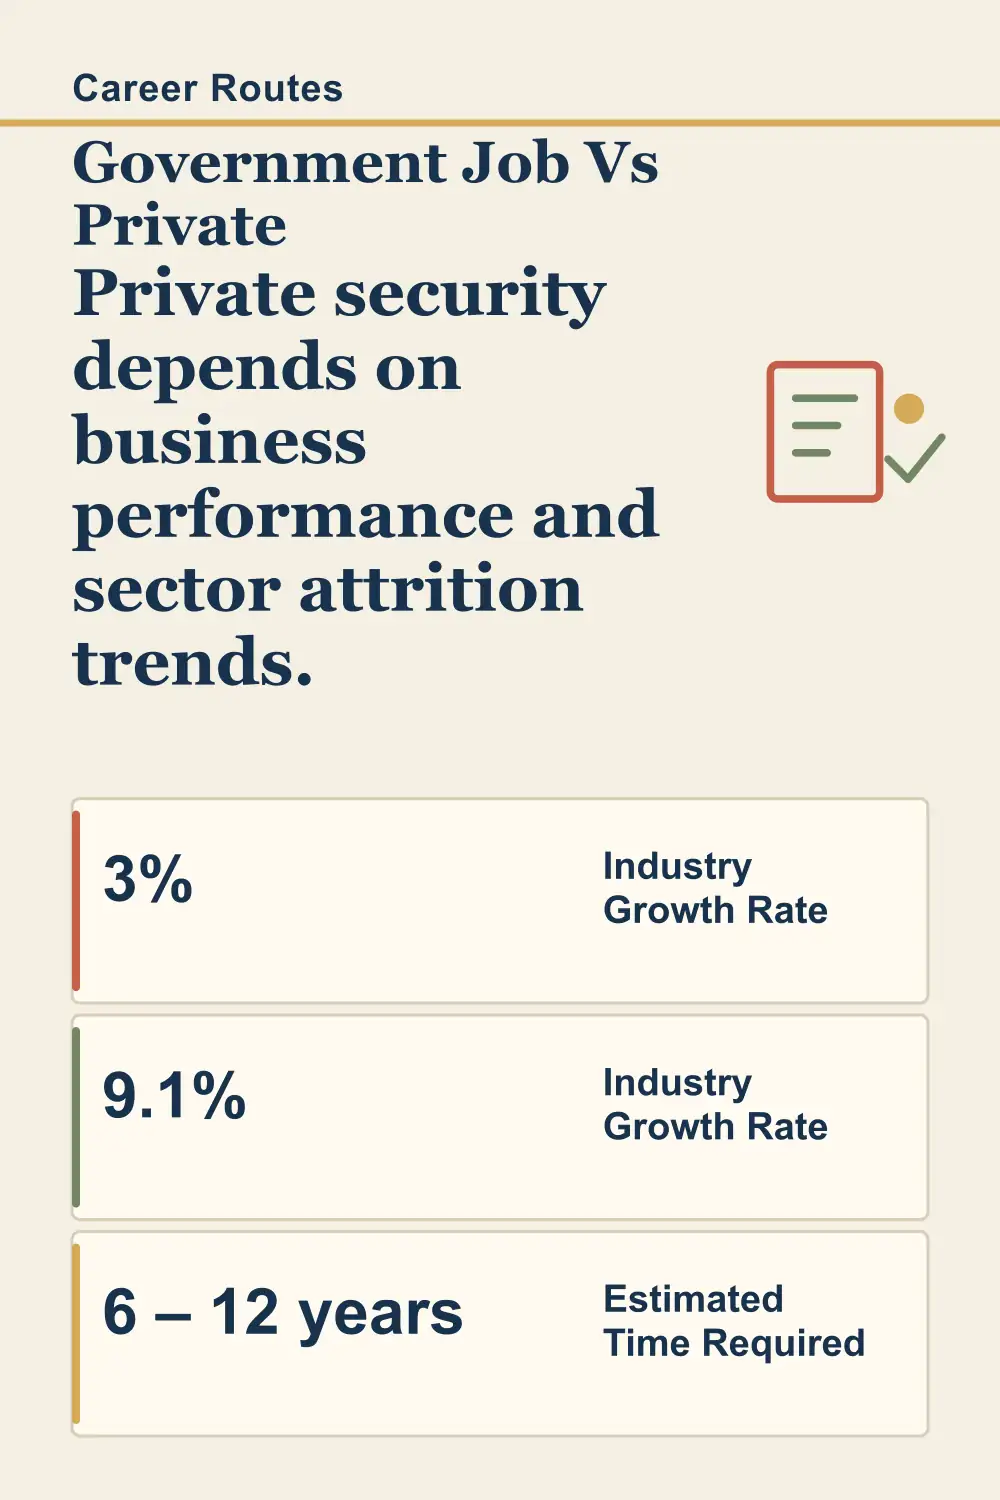 Career Routes
Government Job Vs
Private
Private security
depends on
business
performance and
sector attrition
trends.
3%
Industry
Growth Rate
9.1%
Industry
Growth Rate
6 – 12 years
Estimated
Time Required